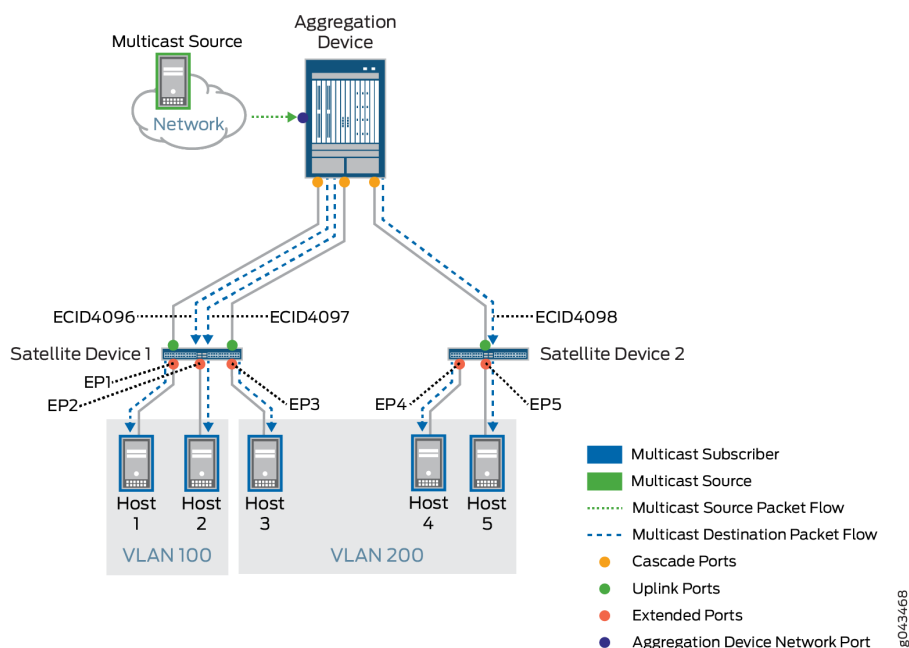 Aggregation
Device
Multicast Source
Network
ECID4096
ECID4097
ECID4098
Satellite Device 1
Satellite Device 2
EP1
EP2
EP3
EP4
EP5
Host
1
Host
2
Host
3
Host
4
Host
5
VLAN 100
VLAN 200
Multicast Subscriber
Multicast Source
Multicast Source Packet Flow
Multicast Destination Packet Flow
Cascade Ports
Uplink Ports
Extended Ports
Aggregation Device Network Port
g043468